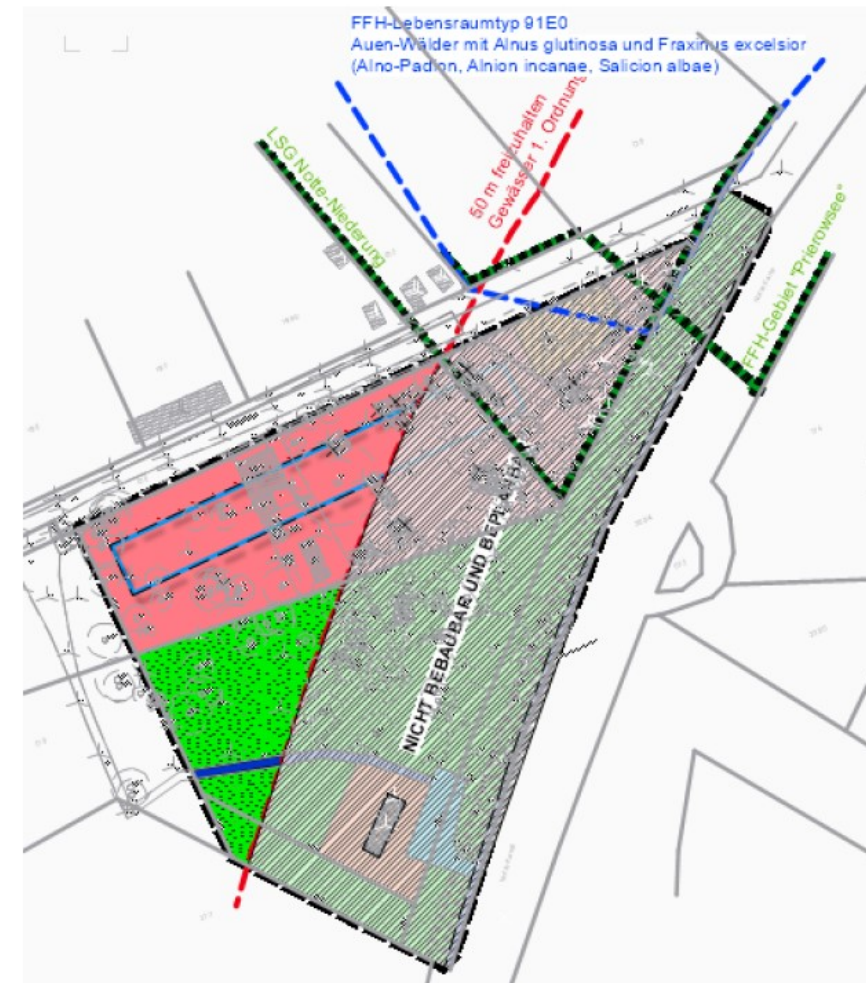 FFH-Lebensraumtyp 91E0
Auen-Wälder mit Alnus glutinosa und Fraxinus excelsior
(Alno-Padion, Alnion incanae, Salicion albae)
50 m freizuhalten
Gewässer 1. Ordnung
LSG Notte-Niederung
FFH-Gebiet "Prierowsee"
NICHT BEBAUBAR UND BEPLANBAR